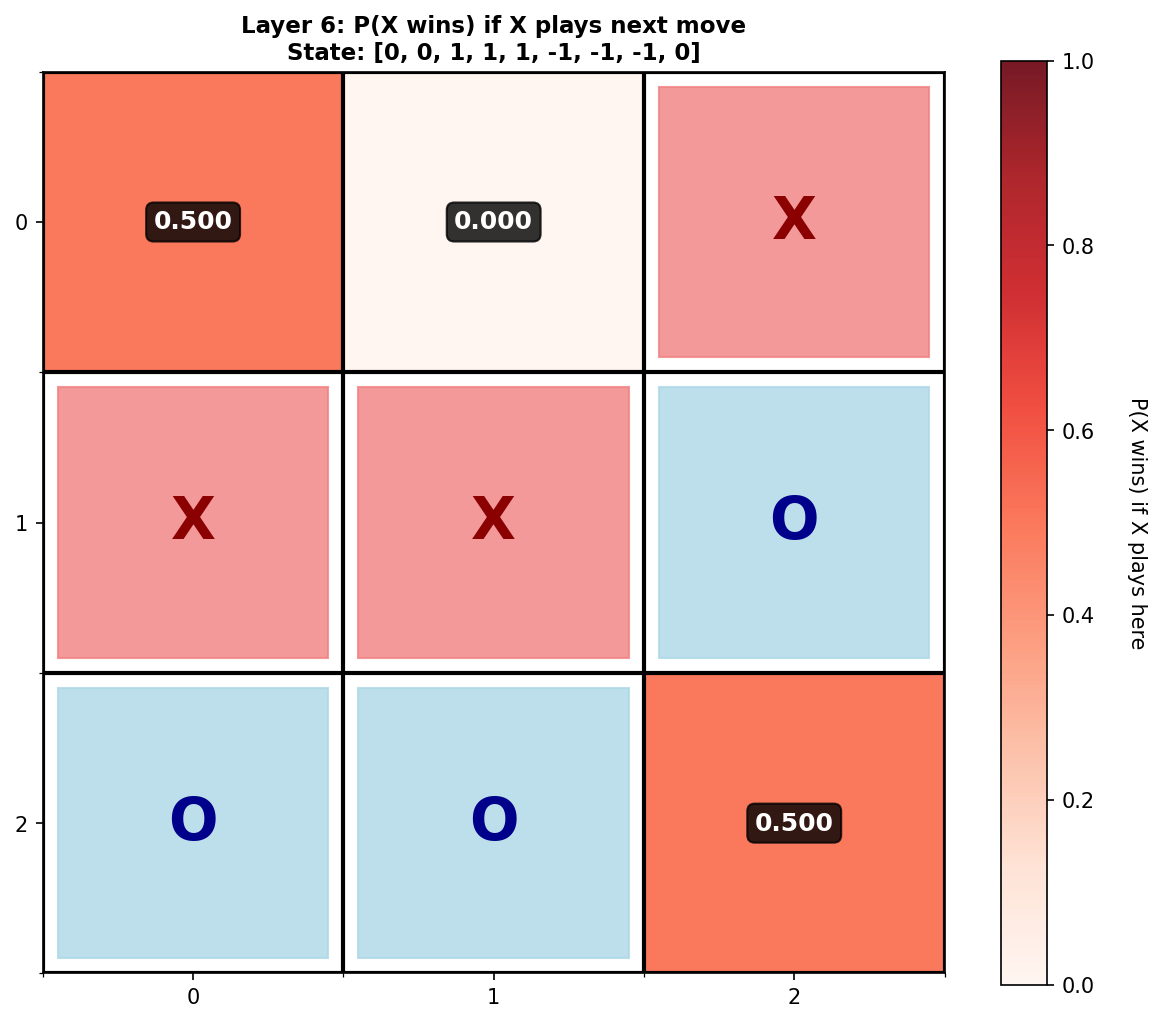 Layer 6: P(X wins) if X plays next move
State: [0, 0, 1, 1, 1, -1, -1, -1, 0]
0.500 0.000 X
X X O
O O 0.500
0
1
2
0 1 2
1.0
0.8
0.6
0.4
0.2
0.0
P(X wins) if X plays here